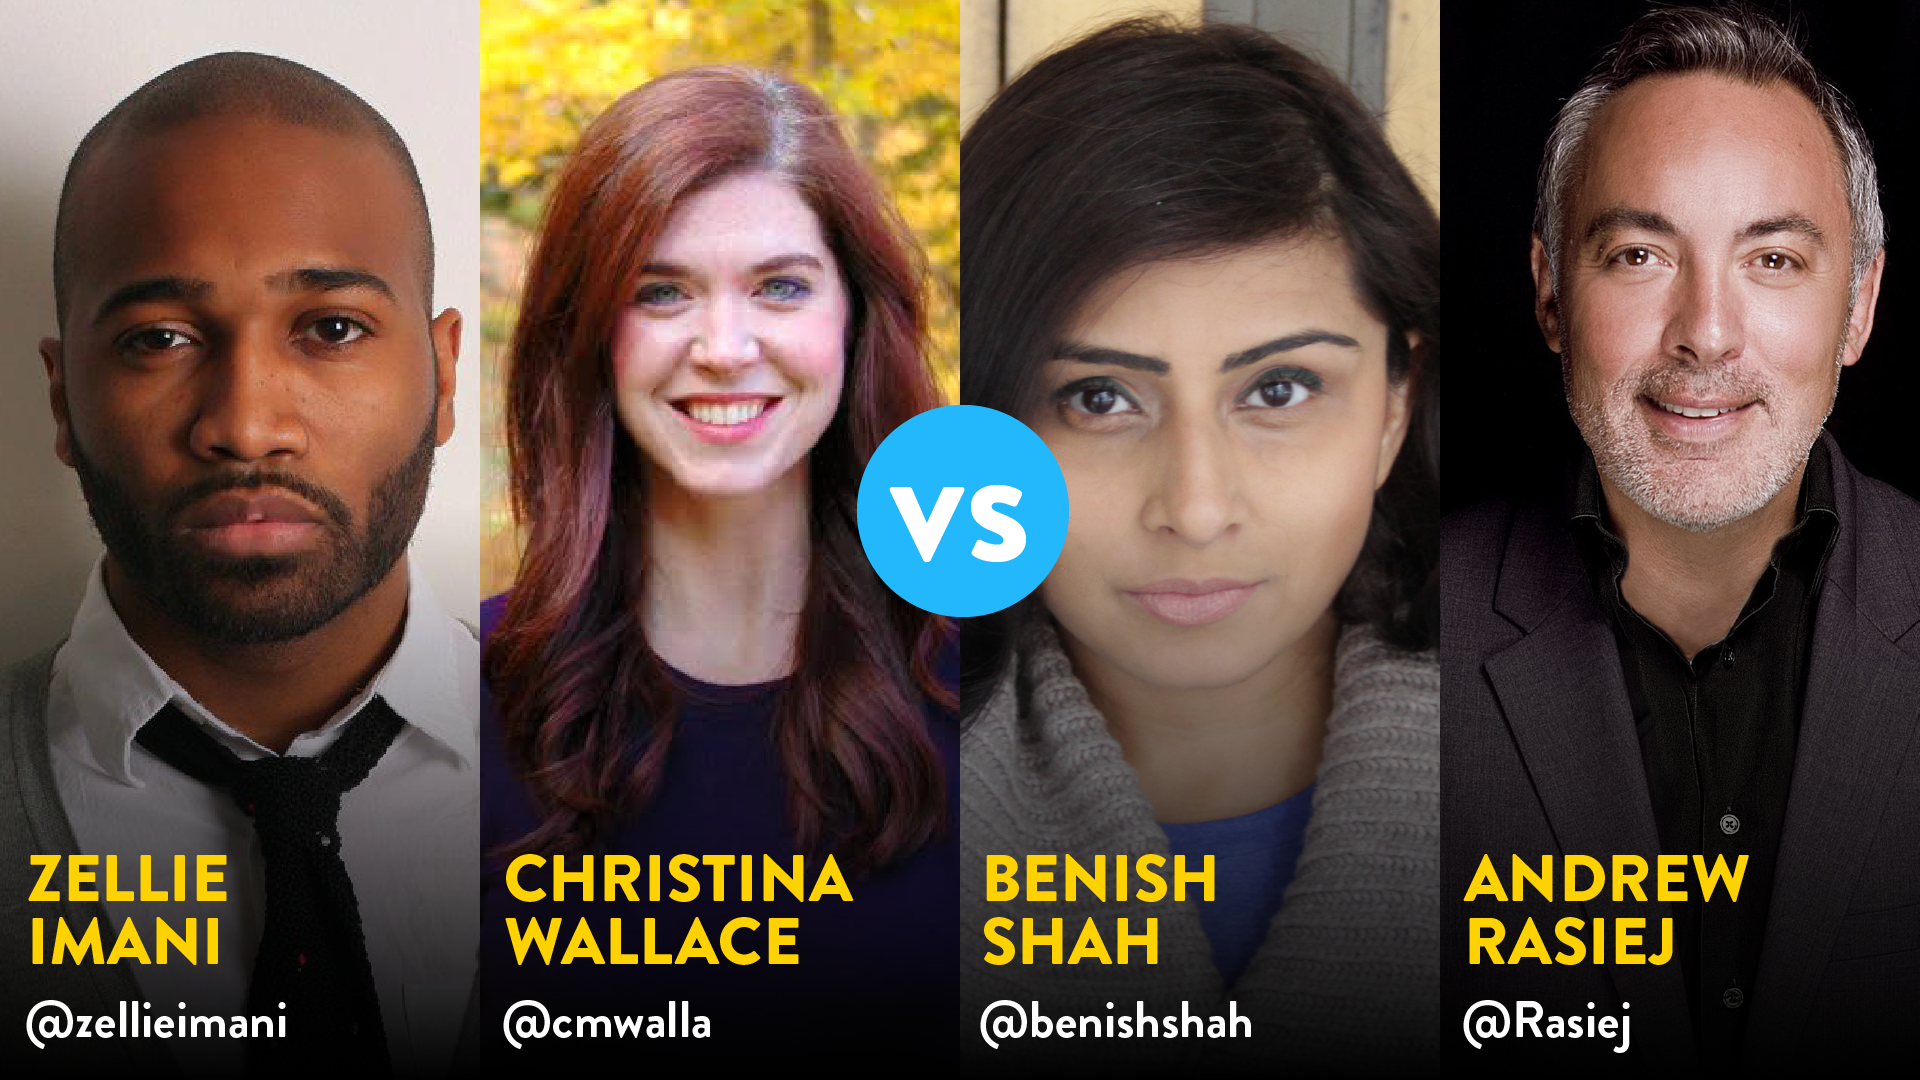 VS
ZELLIE
IMANI
@zellieimani
CHRISTINA
WALLACE
@cmwalla
BENISH
SHAH
@benishshah
ANDREW
RASIEJ
@Rasiej